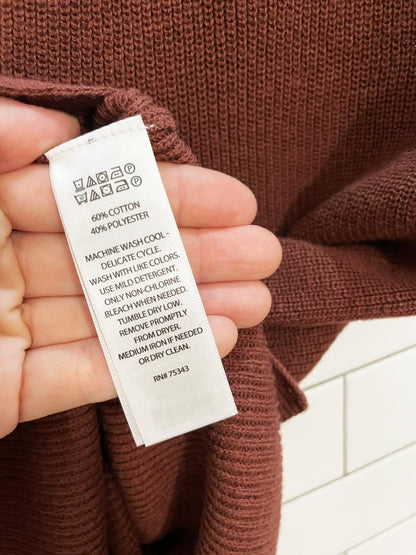 60% COTTON
40% POLYESTER
MACHINE WASH COOL -
DELICATE CYCLE.
WASH WITH LIKE COLORS.
USE MILD DETERGENT.
ONLY NON-CHLORINE
BLEACH WHEN NEEDED.
TUMBLE DRY LOW.
REMOVE PROMPTLY
FROM DRYER.
MEDIUM IRON IF NEEDED
OR DRY CLEAN.
RN# 75343